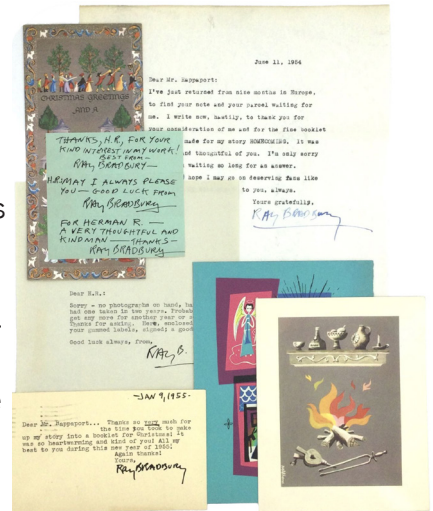 June 11, 1954
Dear Mr. Rappaport:
I've just returned from nine months in Europe,
to find your note and your parcel waiting for
me. I write now, hastily, to thank you for
your consideration of me and for the fine booklet
made for my story HOMECOMING. It was
and thoughtful of you. I'm only sorry
waiting so long for an answer.
hope I may go on deserving fans like
to you, always.
Yours gratefully,
RAY BRADBURY
CHRISTMAS GREETINGS
AND A
THANKS, H.R., FOR YOUR
KIND INTEREST IN MY WORK!
BEST FROM—
RAY BRADBURY—
H.R. MAY I ALWAYS PLEASE
YOU — GOOD LUCK FROM
RAY BRADBURY
FOR HERMAN R. —
A VERY THOUGHTFUL AND
KIND MAN — THANKS—
RAY BRADBURY
Dear H.R.:
Sorry - no photographs on hand, ha
had one taken in two years. Probab
get any more for another year or s
Thanks for asking. Here, enclosed
your gummed labels, signed; a good
Good luck always, from,
RAY B.
JAN 9, 1955.
Dear Mr. Rappaport... Thanks so very much for
the time you took to make
up my story into a booklet for Christmas! It
was so heartwarming and kind of you! All my
best to you during this new year of 1955!
Again thanks!
Yours,
RAY BRADBURY
s